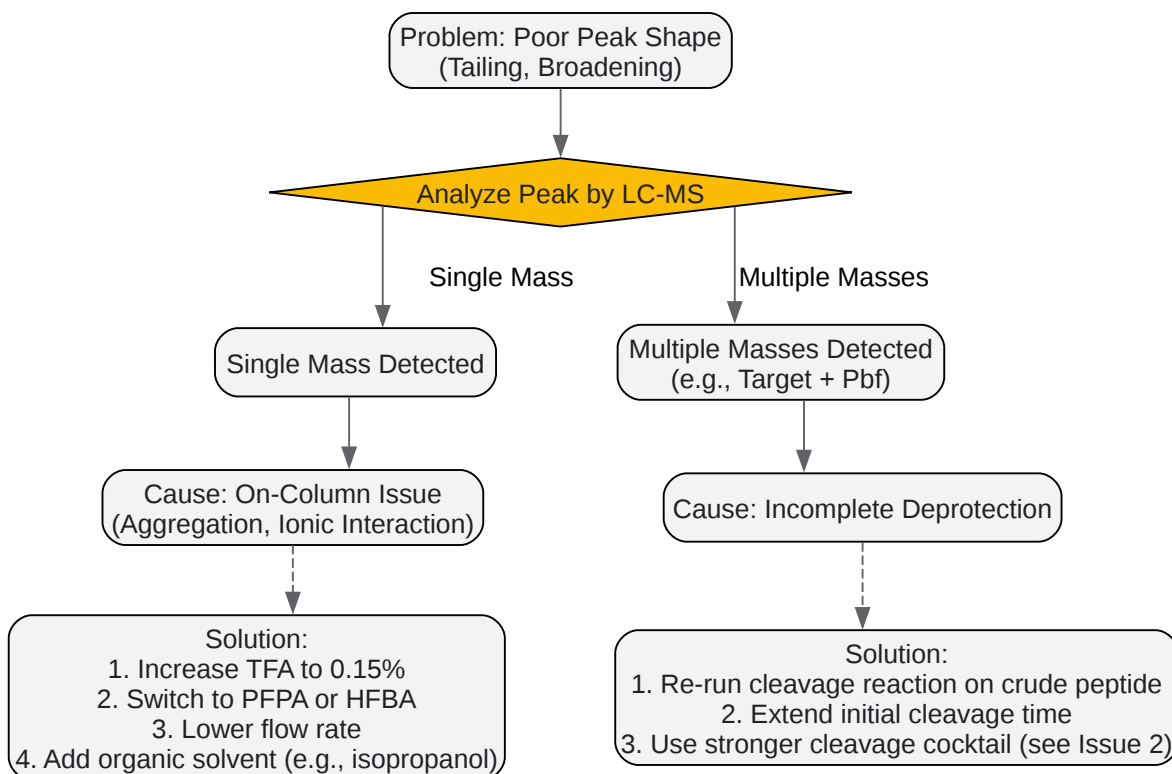 Problem: Poor Peak Shape
(Tailing, Broadening)
Analyze Peak by LC-MS
Single Mass
Multiple Masses
Single Mass Detected
Multiple Masses Detected
(e.g., Target + Pbf)
Cause: On-Column Issue
(Aggregation, Ionic Interaction)
Cause: Incomplete Deprotection
Solution:
1. Increase TFA to 0.15%
2. Switch to PFPA or HFBA
3. Lower flow rate
4. Add organic solvent (e.g., isopropanol)
Solution:
1. Re-run cleavage reaction on crude peptide
2. Extend initial cleavage time
3. Use stronger cleavage cocktail (see Issue 2)